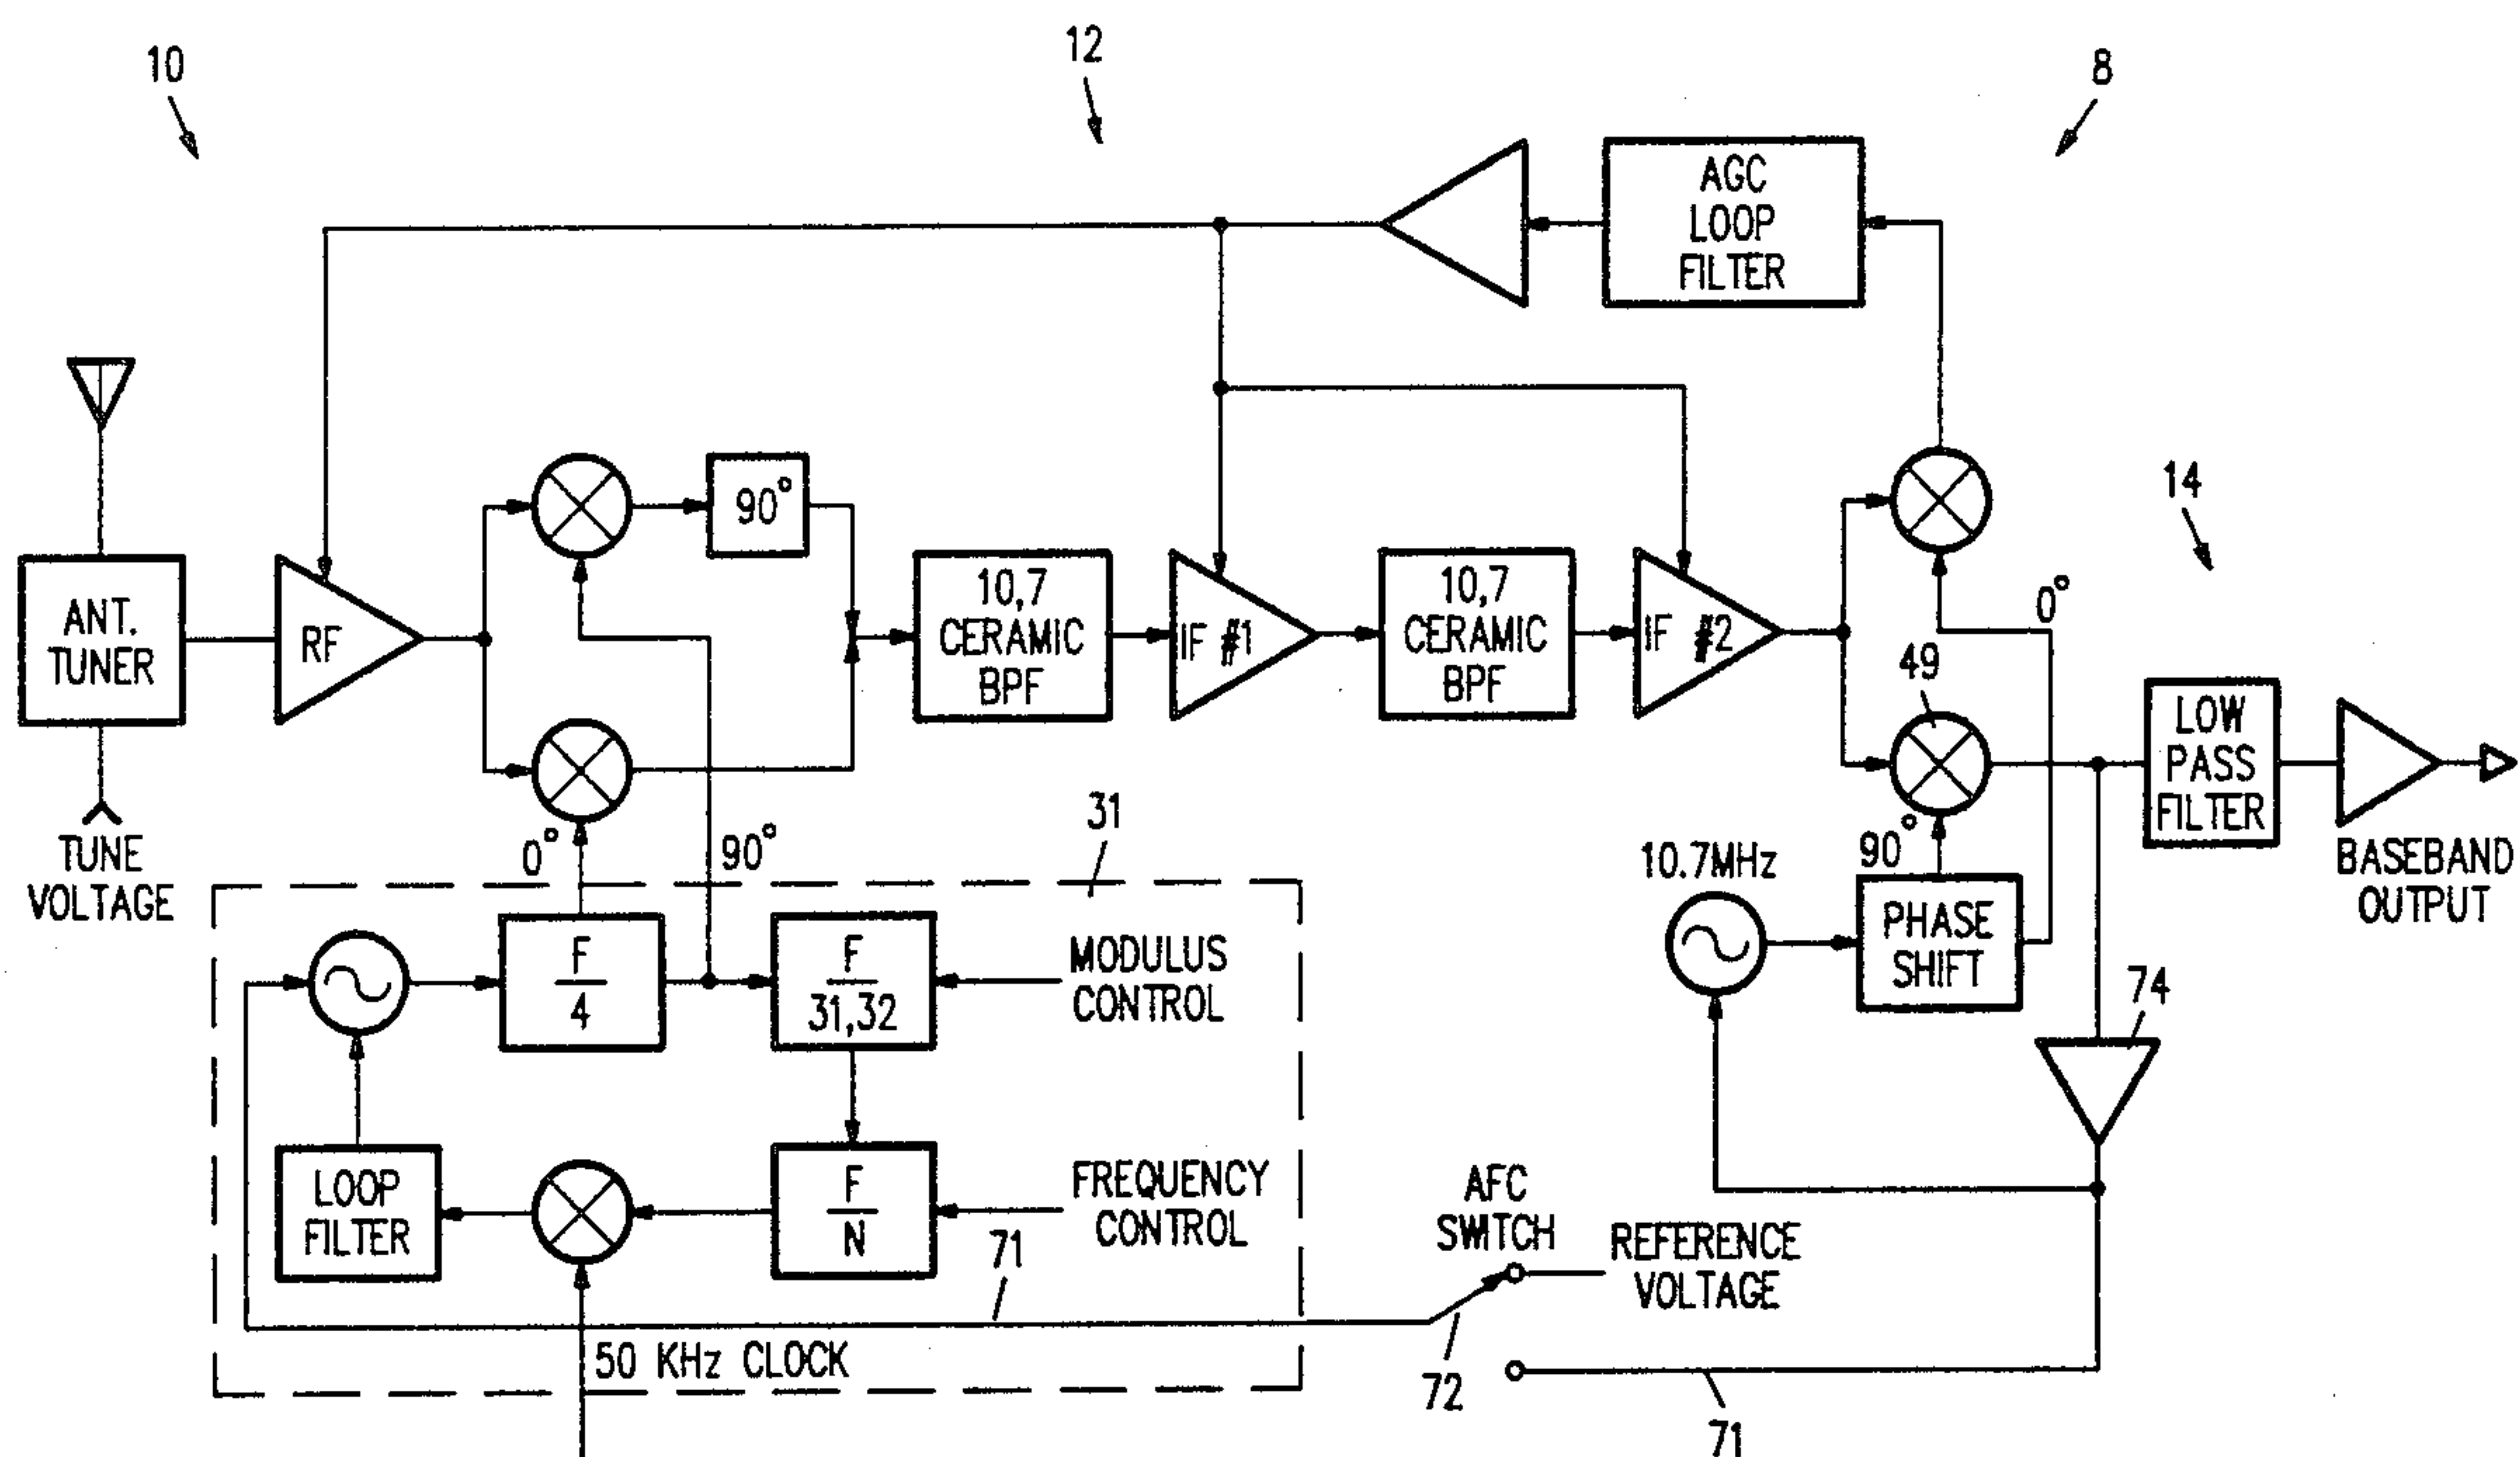 10
12
8
AGC
LOOP
FILTER
90°
14
ANT.
TUNER
RF
10,7
CERAMIC
BPF
IF #1
10,7
CERAMIC
BPF
IF #2
0°
49
LOW
PASS
FILTER
TUNE
VOLTAGE
0°
90°
31
10.7MHz
90°
BASEBAND
OUTPUT
F
4
F
31,32
MODULUS
CONTROL
PHASE
SHIFT
74
LOOP
FILTER
F
N
FREQUENCY
CONTROL
71
AFC
SWITCH
REFERENCE
VOLTAGE
50 KHz CLOCK
72
71